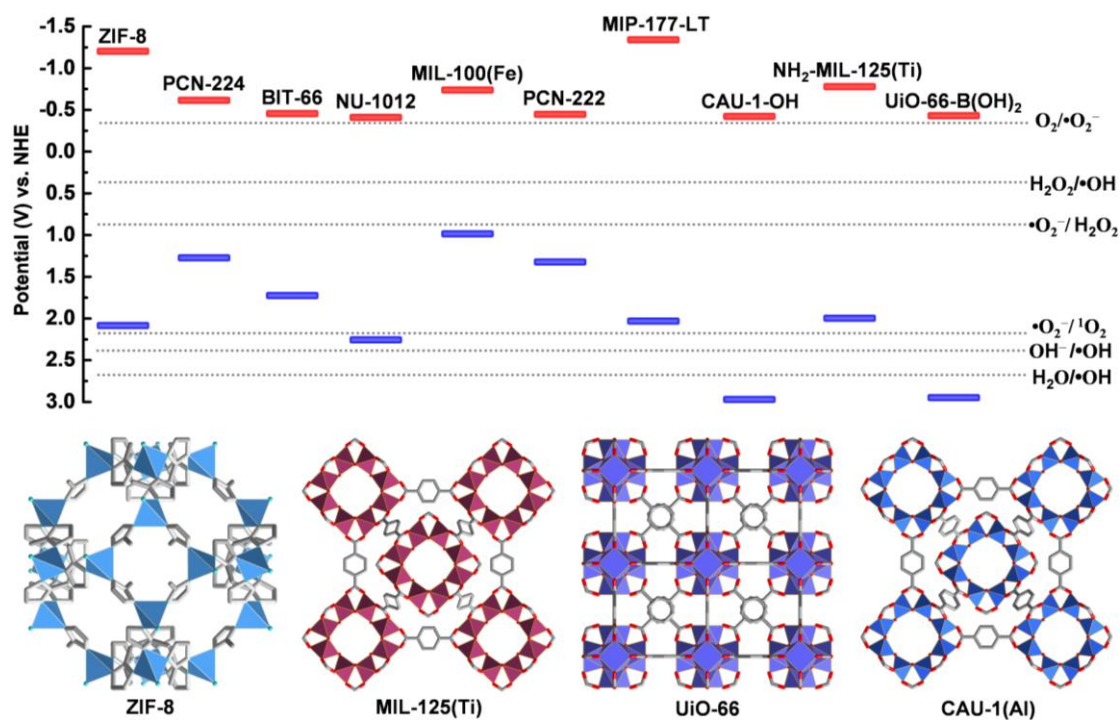 Potential (V) vs. NHE
-1.5
-1.0
-0.5
0.0
0.5
1.0
1.5
2.0
2.5
3.0
ZIF-8
PCN-224
BIT-66
NU-1012
MIL-100(Fe)
PCN-222
MIP-177-LT
CAU-1-OH
NH₂-MIL-125(Ti)
UiO-66-B(OH)₂
O₂/•O₂⁻
H₂O₂/•OH
•O₂⁻/ H₂O₂
•O₂⁻/ ¹O₂
OH⁻/•OH
H₂O/•OH
ZIF-8
MIL-125(Ti)
UiO-66
CAU-1(Al)